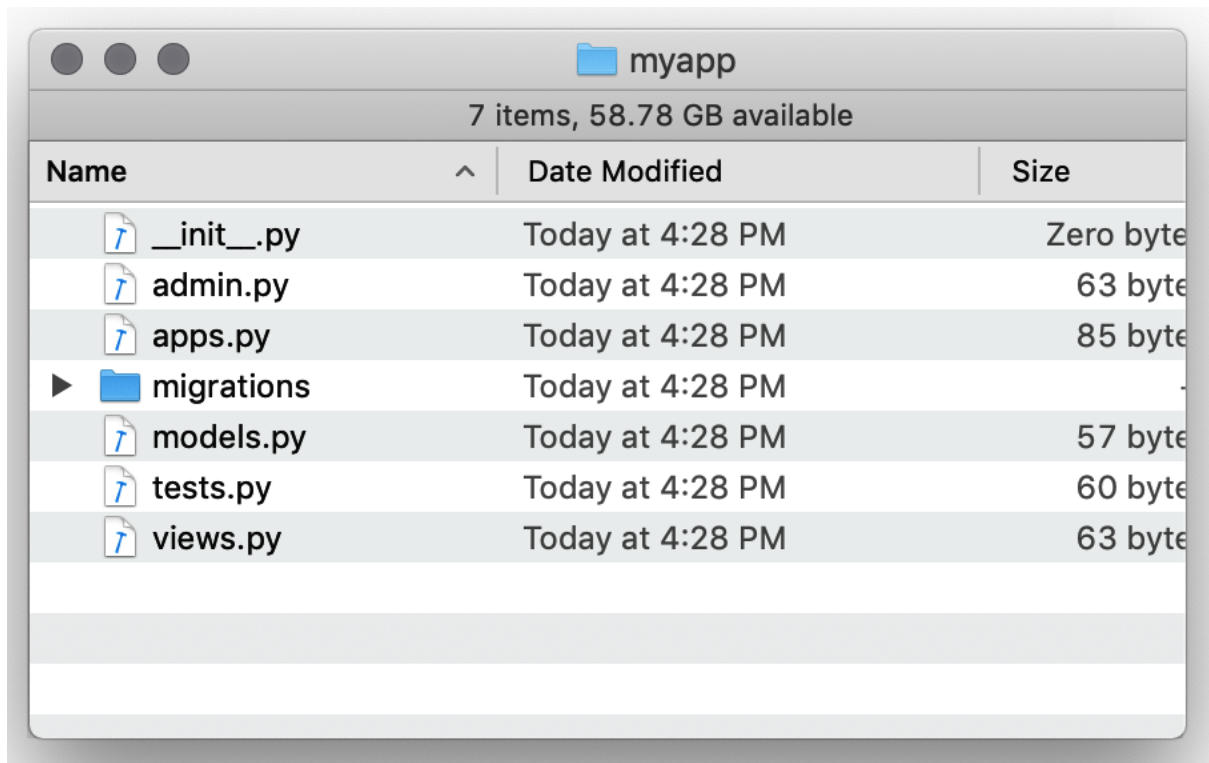 myapp
7 items, 58.78 GB available
Name Date Modified Size
__init__.py Today at 4:28 PM Zero byte
admin.py Today at 4:28 PM 63 byte
apps.py Today at 4:28 PM 85 byte
migrations Today at 4:28 PM -
models.py Today at 4:28 PM 57 byte
tests.py Today at 4:28 PM 60 byte
views.py Today at 4:28 PM 63 byte